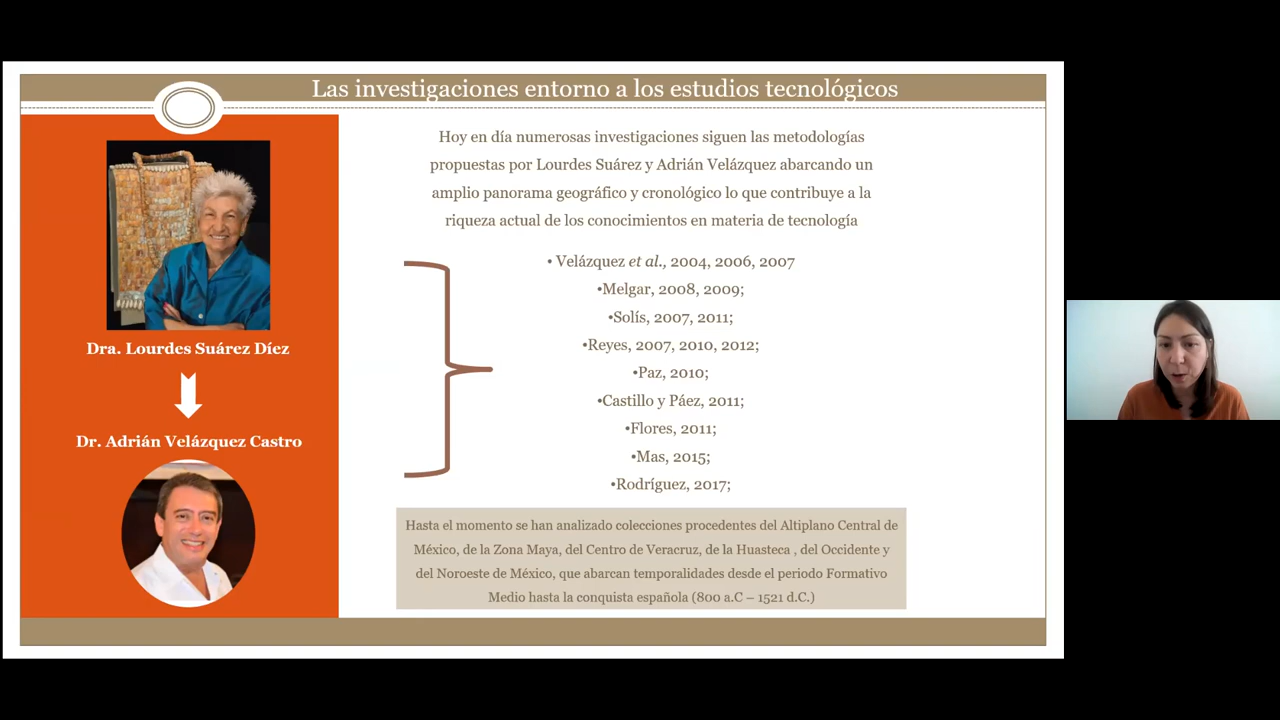 Las investigaciones entorno a los estudios tecnológicos
Dra. Lourdes Suárez Díez
Dr. Adrián Velázquez Castro
Hoy en día numerosas investigaciones siguen las metodologías
propuestas por Lourdes Suárez y Adrián Velázquez abarcando un
amplio panorama geográfico y cronológico lo que contribuye a la
riqueza actual de los conocimientos en materia de tecnología
• Velázquez et al., 2004, 2006, 2007
•Melgar, 2008, 2009;
•Solís, 2007, 2011;
•Reyes, 2007, 2010, 2012;
•Paz, 2010;
•Castillo y Páez, 2011;
•Flores, 2011;
•Mas, 2015;
•Rodríguez, 2017;
Hasta el momento se han analizado colecciones procedentes del Altiplano Central de
México, de la Zona Maya, del Centro de Veracruz, de la Huasteca , del Occidente y
del Noroeste de México, que abarcan temporalidades desde el periodo Formativo
Medio hasta la conquista española (800 a.C – 1521 d.C.)